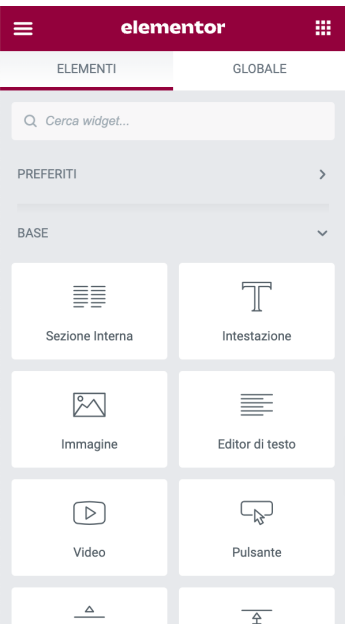 elementor
ELEMENTI GLOBALE
Cerca widget...
PREFERITI
BASE
Sezione Interna Intestazione
Immagine Editor di testo
Video Pulsante